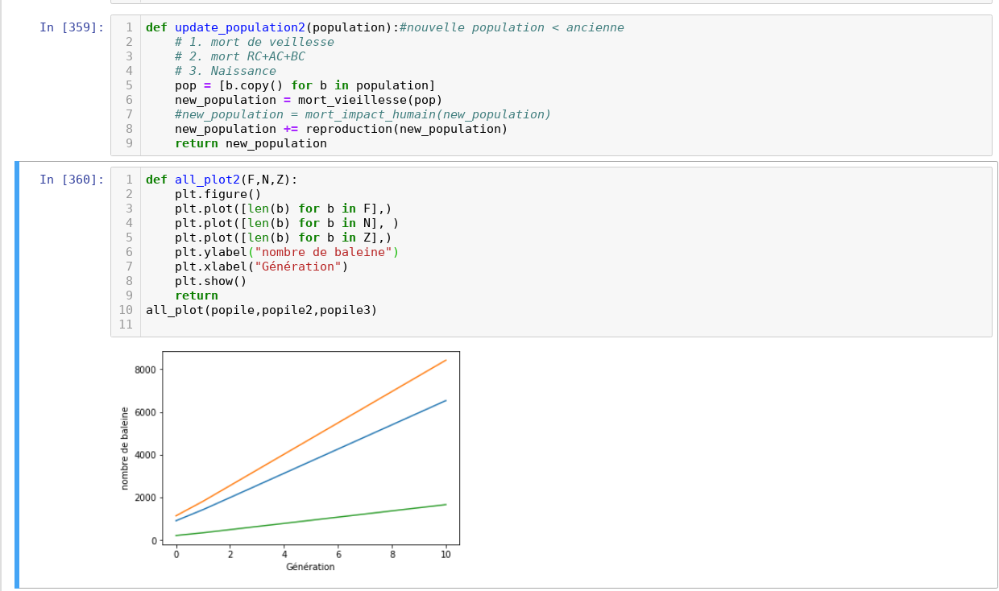 In [359]:
1 def update_population2(population):#nouvelle population < ancienne
2     # 1. mort de veillesse
3     # 2. mort RC+AC+BC
4     # 3. Naissance
5     pop = [b.copy() for b in population]
6     new_population = mort_vieillesse(pop)
7     #new_population = mort_impact_humain(new_population)
8     new_population += reproduction(new_population)
9     return new_population
In [360]:
1 def all_plot2(F,N,Z):
2     plt.figure()
3     plt.plot([len(b) for b in F],)
4     plt.plot([len(b) for b in N], )
5     plt.plot([len(b) for b in Z],)
6     plt.ylabel("nombre de baleine")
7     plt.xlabel("Génération")
8     plt.show()
9     return
10 all_plot(popile,popile2,popile3)
11
nombre de baleine
8000
6000
4000
2000
0
0 2 4 6 8 10
Génération